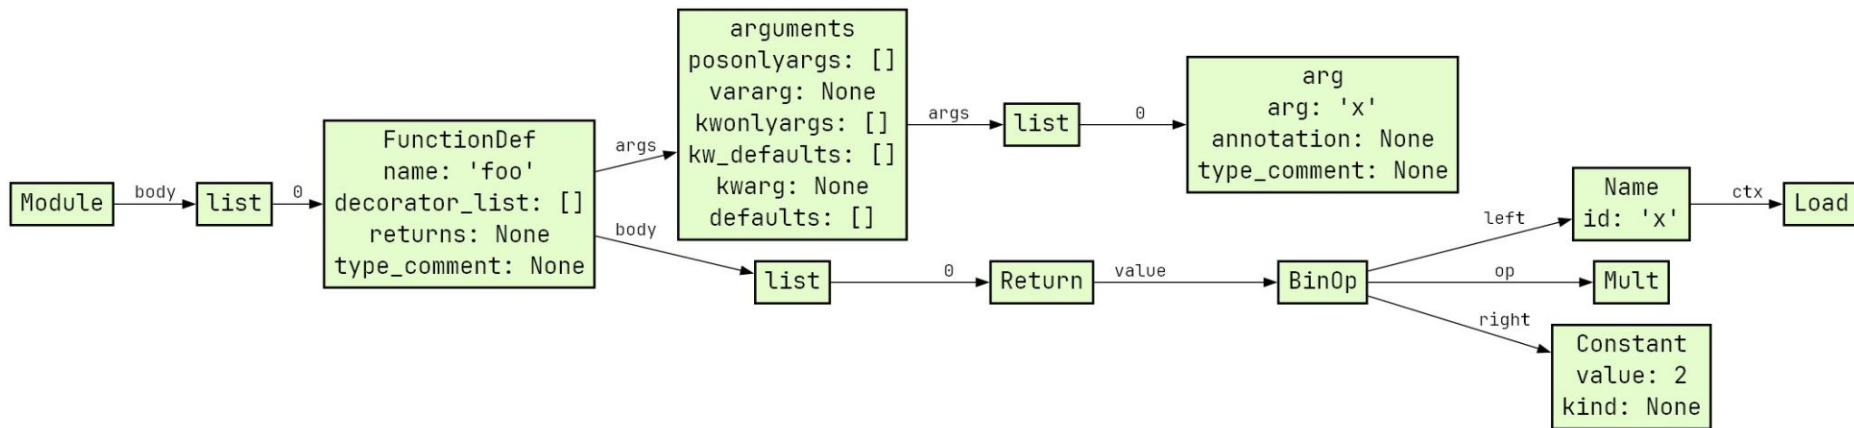 Module
body
list
0
FunctionDef
name: 'foo'
decorator_list: []
returns: None
type_comment: None
args
arguments
posonlyargs: []
vararg: None
kwonlyargs: []
kw_defaults: []
kwarg: None
defaults: []
args
list
0
arg
arg: 'x'
annotation: None
type_comment: None
body
list
0
Return
value
BinOp
left
Name
id: 'x'
ctx
Load
op
Mult
right
Constant
value: 2
kind: None